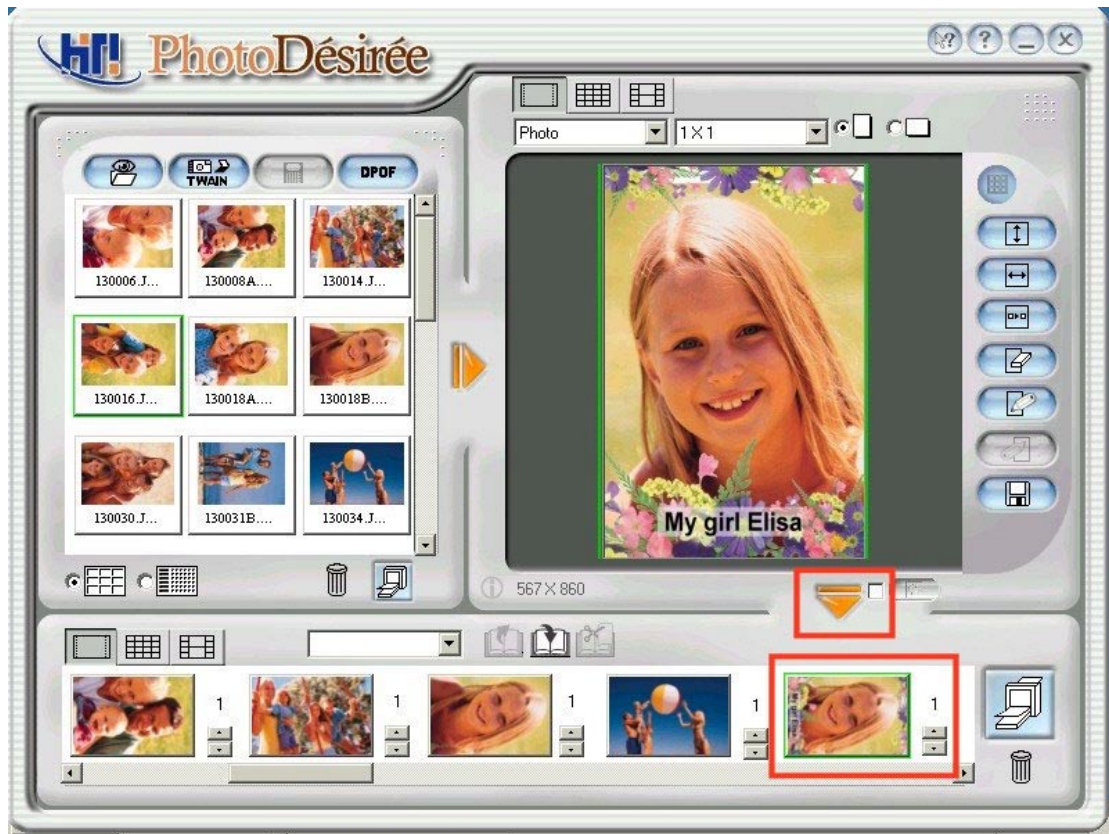 HiTi PhotoDésirée
Photo 1X1
TWAIN DPOF
130006.J... 130008A.... 130014.J...
130016.J... 130018A.... 130018B....
130030.J... 130031B.... 130034.J...
My girl Elisa
567 X 860
1 1 1 1 1